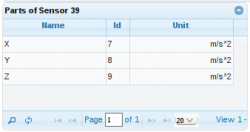 Parts of Sensor 39
Name Id Unit
X 7 m/s^2
Y 8 m/s^2
Z 9 m/s^2
Page 1 of 1 20 View 1 -